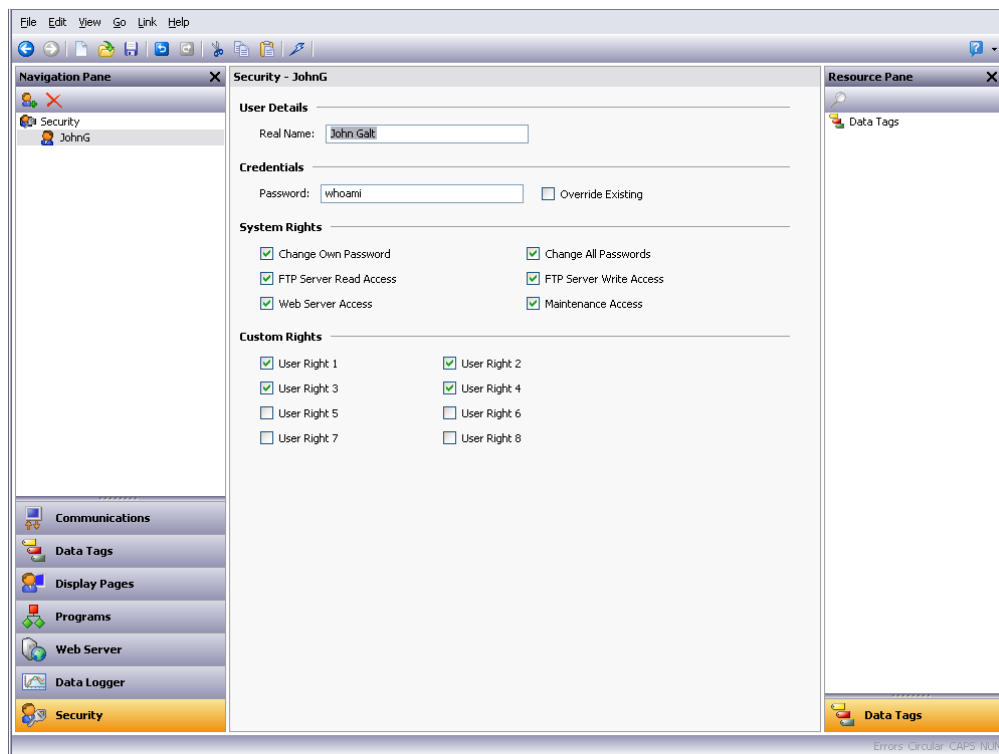 File Edit View Go Link Help
Navigation Pane
Security
JohnG
Communications
Data Tags
Display Pages
Programs
Web Server
Data Logger
Security
Security - JohnG
User Details
Real Name: John Galt
Credentials
Password: whoami Override Existing
System Rights
Change Own Password Change All Passwords
FTP Server Read Access FTP Server Write Access
Web Server Access Maintenance Access
Custom Rights
User Right 1 User Right 2
User Right 3 User Right 4
User Right 5 User Right 6
User Right 7 User Right 8
Resource Pane
Data Tags
Data Tags
Errors Circular CAPS NUM